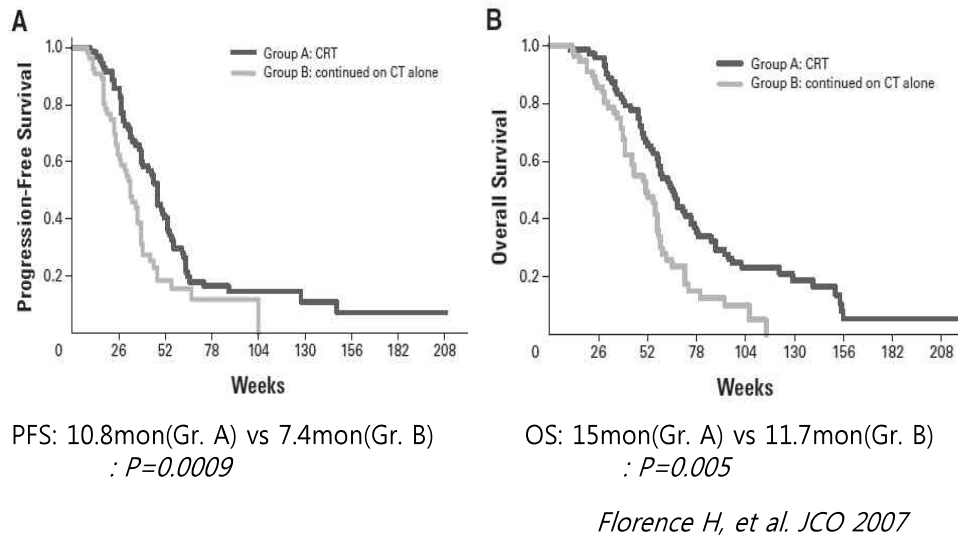 A
Progression-Free Survival
1.0
0.8
0.6
0.4
0.2
Group A: CRT
Group B: continued on CT alone
0 26 52 78 104 130 156 182 208
Weeks
B
Overall Survival
1.0
0.8
0.6
0.4
0.2
Group A: CRT
Group B: continued on CT alone
0 26 52 78 104 130 156 182 208
Weeks
PFS: 10.8mon(Gr. A) vs 7.4mon(Gr. B)
: P=0.0009
OS: 15mon(Gr. A) vs 11.7mon(Gr. B)
: P=0.005
Florence H, et al. JCO 2007